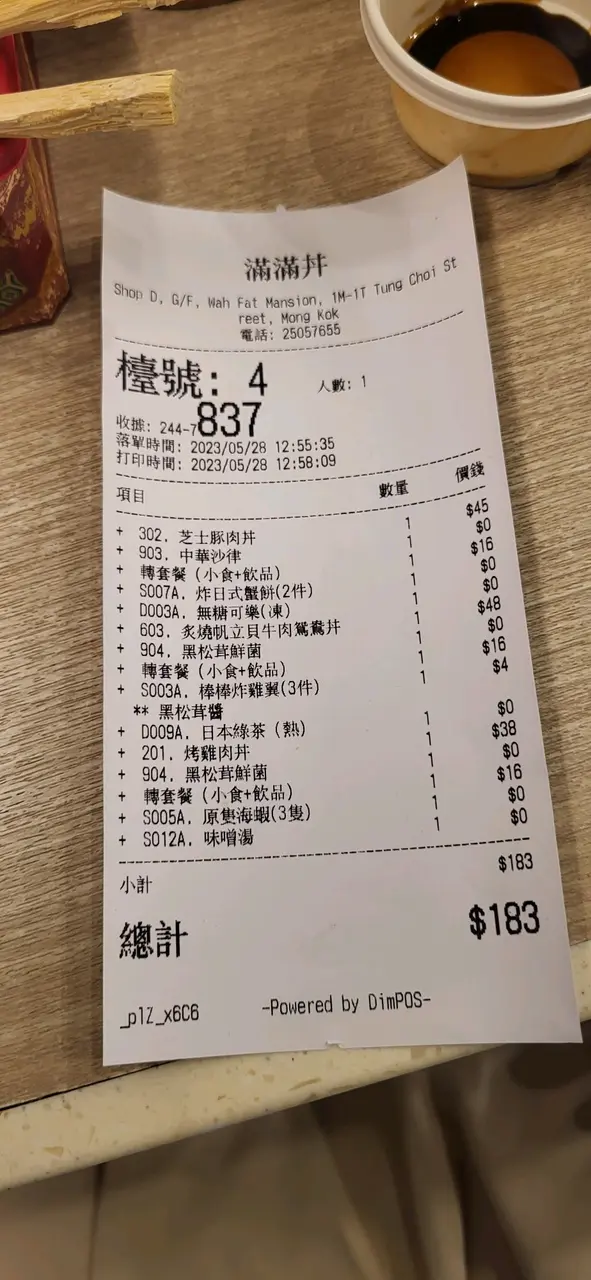 滿滿丼
Shop D, G/F, Wah Fat Mansion, 1M-1T Tung Choi St
reet, Mong Kok
電話: 25057655
檯號: 4 人數: 1
收據: 244-7837
落單時間: 2023/05/28 12:55:35
打印時間: 2023/05/28 12:58:09
項目 數量 價錢
+ 302. 芝士豚肉丼 1 $45
+ 903. 中華沙律 1 $0
+ 轉套餐 (小食+飲品) 1 $16
+ S007A. 炸日式蟹餅(2件) 1 $0
+ D003A. 無糖可樂(凍) 1 $0
+ 603. 炙燒帆立貝牛肉鴛鴦丼 1 $48
+ 904. 黑松茸鮮菌 1 $0
+ 轉套餐 (小食+飲品) 1 $16
+ S003A. 棒棒炸雞翼(3件) 1 $4
** 黑松茸醬
+ D009A. 日本綠茶 (熱) 1 $0
+ 201. 烤雞肉丼 1 $38
+ 904. 黑松茸鮮菌 1 $0
+ 轉套餐 (小食+飲品) 1 $16
+ S005A. 原隻海蝦(3隻) 1 $0
+ S012A. 味噌湯 1 $0
小計 $183
總計 $183
_p1Z_x6C6 -Powered by DimPOS-